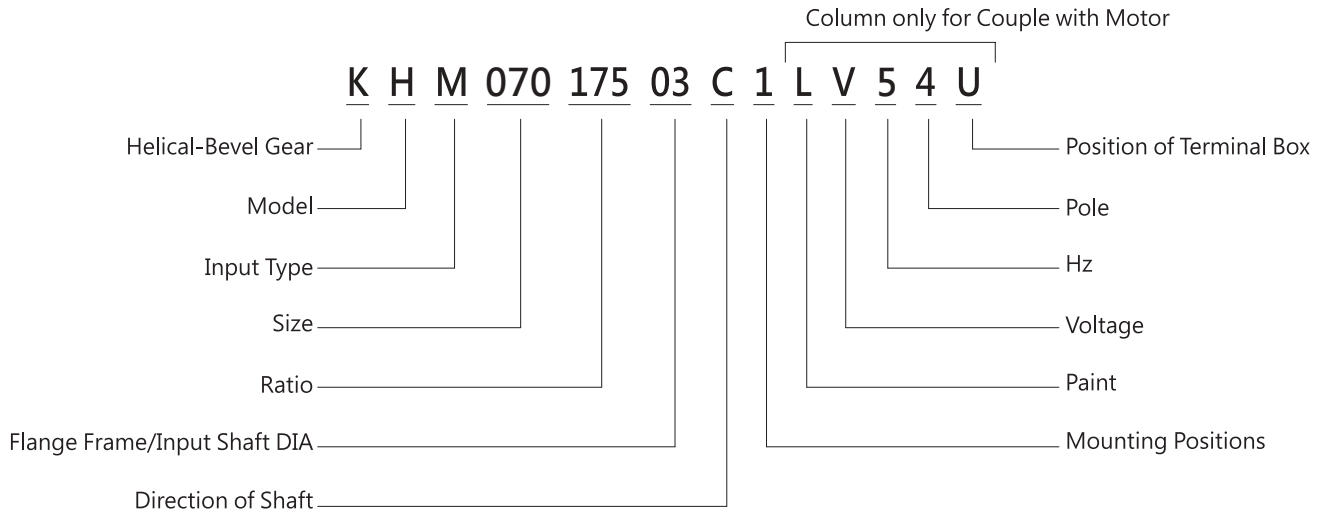 Column only for Couple with Motor
K H M 070 175 03 C 1 L V 5 4 U
Helical-Bevel Gear
Position of Terminal Box
Model
Pole
Input Type
Hz
Size
Voltage
Ratio
Paint
Flange Frame/Input Shaft DIA
Mounting Positions
Direction of Shaft